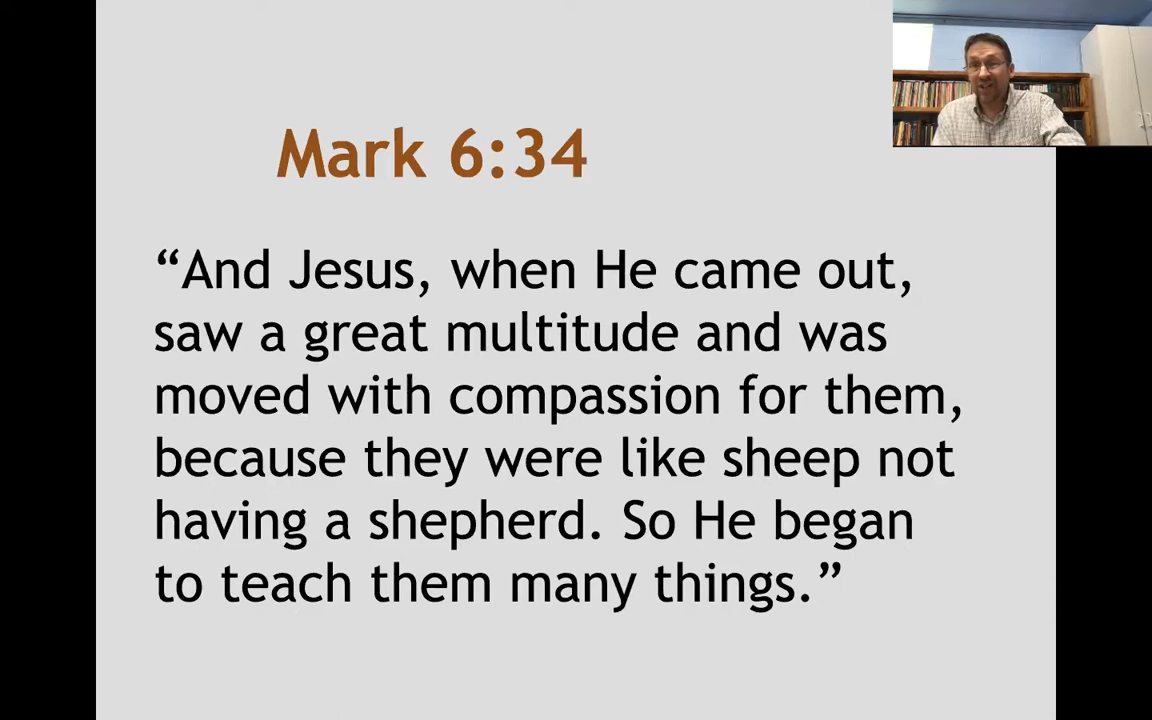 Mark 6:34
“And Jesus, when He came out,
saw a great multitude and was
moved with compassion for them,
because they were like sheep not
having a shepherd. So He began
to teach them many things.”